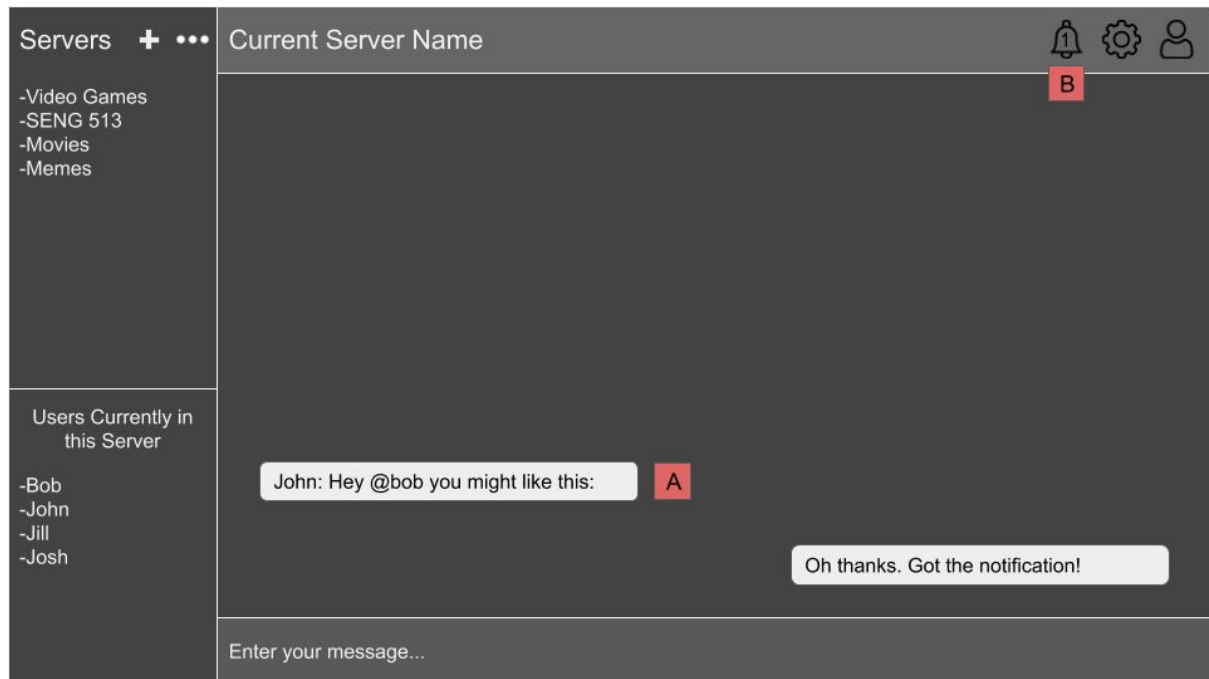 Servers + •••
-Video Games
-SENG 513
-Movies
-Memes
Users Currently in
this Server
-Bob
-John
-Jill
-Josh
Current Server Name
1
B
John: Hey @bob you might like this:
A
Oh thanks. Got the notification!
Enter your message...